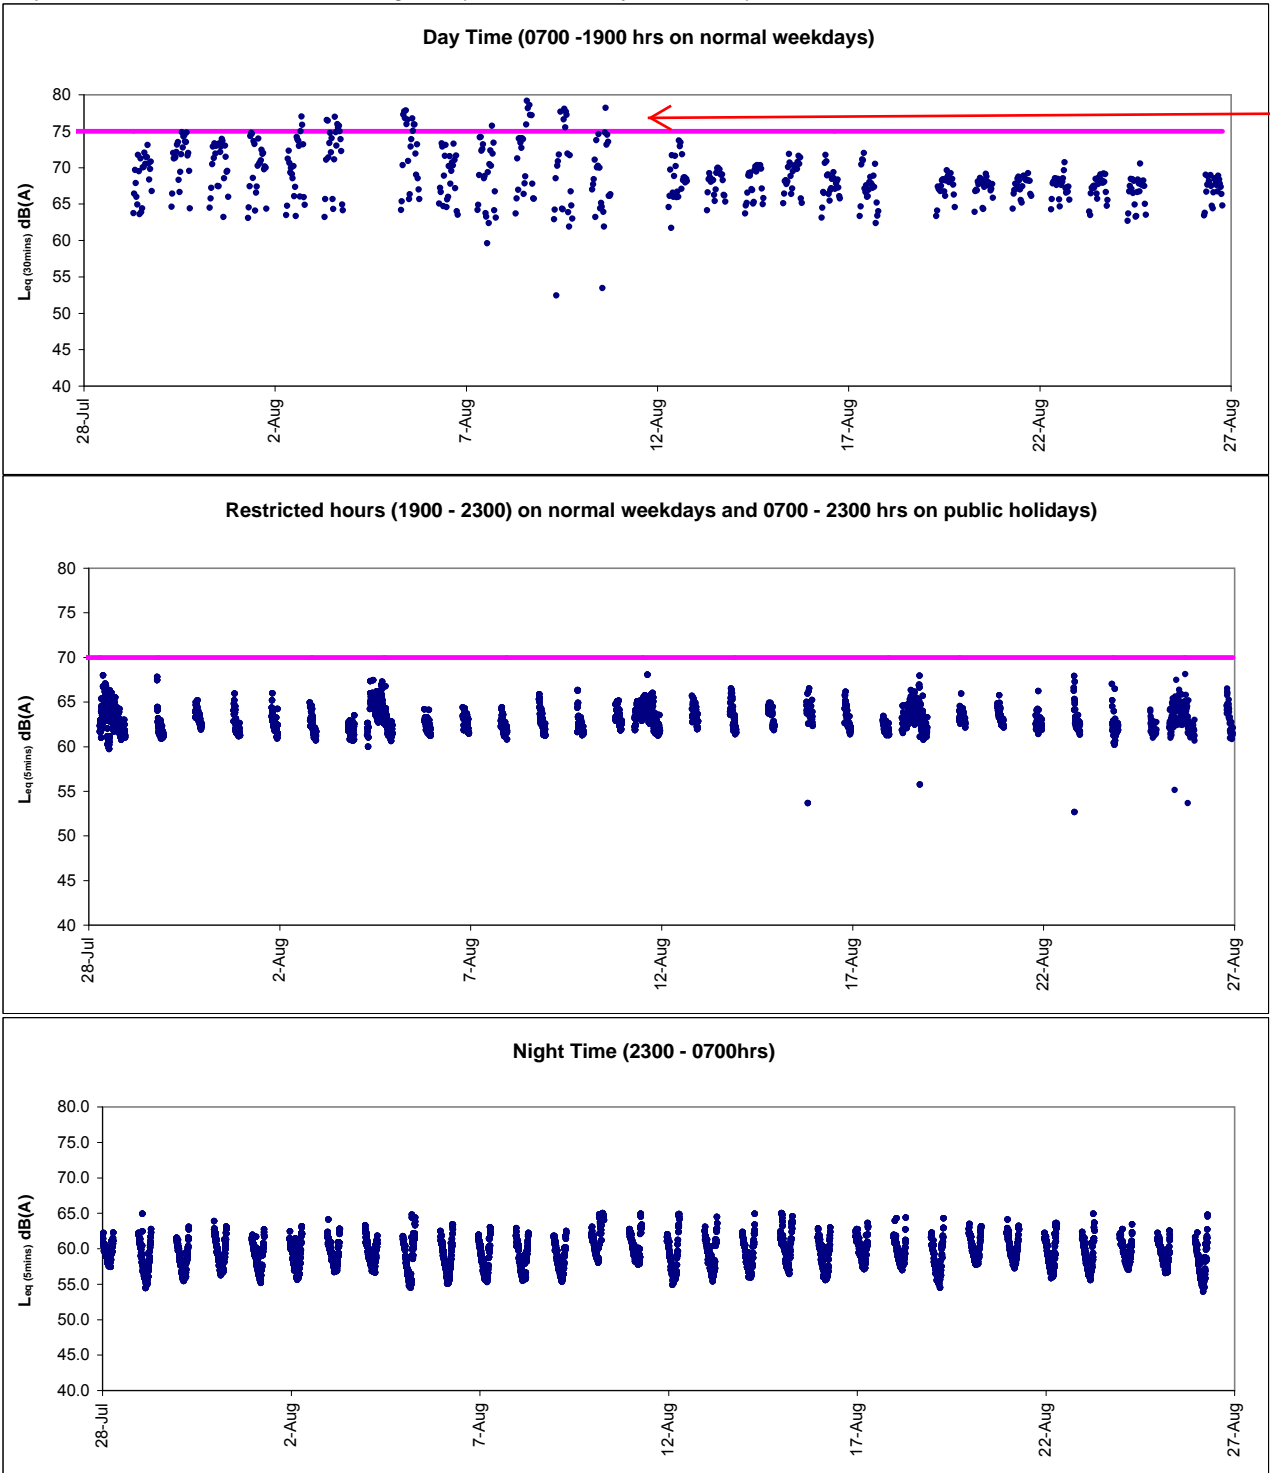 Day Time (0700 -1900 hrs on normal weekdays)
80
75
70
65
60
55
50
45
40
Leq (30mins) dB(A)
28-Jul
2-Aug
7-Aug
12-Aug
17-Aug
22-Aug
27-Aug
Restricted hours (1900 - 2300) on normal weekdays and 0700 - 2300 hrs on public holidays)
80
75
70
65
60
55
50
45
40
Leq (5mins) dB(A)
28-Jul
2-Aug
7-Aug
12-Aug
17-Aug
22-Aug
27-Aug
Night Time (2300 - 0700hrs)
80.0
75.0
70.0
65.0
60.0
55.0
50.0
45.0
40.0
Leq (5mins) dB(A)
28-Jul
2-Aug
7-Aug
12-Aug
17-Aug
22-Aug
27-Aug